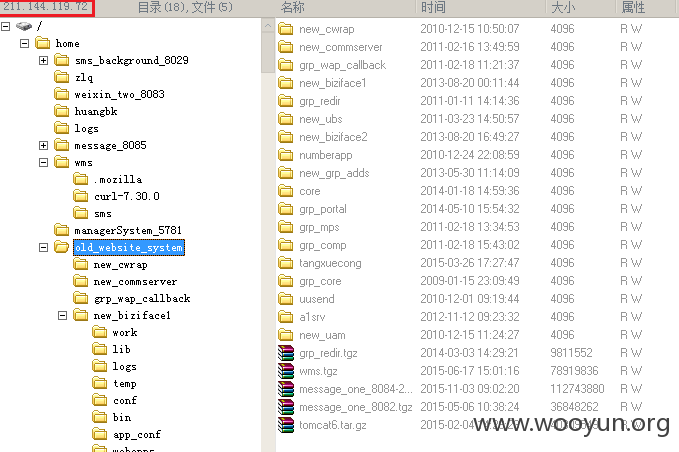 211.144.119.72 目录(18),文件(5) 名称 时间 大小 属性
/
home
sms_background_8029
zlq
weixin_two_8083
huangbk
logs
message_8085
wms
.mozilla
curl-7.30.0
sms
managerSystem_5781
old_website_system
new_cwrap
new_commserver
grp_wap_callback
new_biziface1
work
lib
logs
temp
conf
bin
app_conf
webapps
new_cwrap 2010-12-15 10:50:07 4096 R W
new_commserver 2011-02-16 13:49:59 4096 R W
grp_wap_callback 2011-02-18 11:21:37 4096 R W
new_biziface1 2013-08-20 00:11:44 4096 R W
grp_redir 2011-01-11 14:14:36 4096 R W
new_ubs 2011-03-23 14:50:57 4096 R W
new_biziface2 2013-08-20 16:49:27 4096 R W
numberapp 2010-12-24 22:08:59 4096 R W
new_grp_adds 2013-05-30 11:14:09 4096 R W
core 2014-01-18 14:59:36 4096 R W
grp_portal 2014-05-10 15:54:32 4096 R W
grp_mps 2011-02-18 13:34:53 4096 R W
grp_comp 2011-02-18 15:43:02 4096 R W
tangxuecong 2015-03-26 17:27:47 4096 R W
grp_core 2009-01-15 23:09:49 4096 R W
uusend 2010-12-01 09:19:44 4096 R W
a1srv 2012-11-12 09:23:32 4096 R W
new_uam 2010-12-15 11:24:27 4096 R W
grp_redir.tgz 2014-03-03 14:29:21 9811552 R W
wms.tgz 2015-06-17 15:01:16 78919836 R W
message_one_8084-2... 2015-11-03 09:02:20 112743880 R W
message_one_8082.tgz 2015-05-06 10:38:24 36848262 R W
tomcat6.tar.gz 2015-02-04 R W
www.wooyun.org